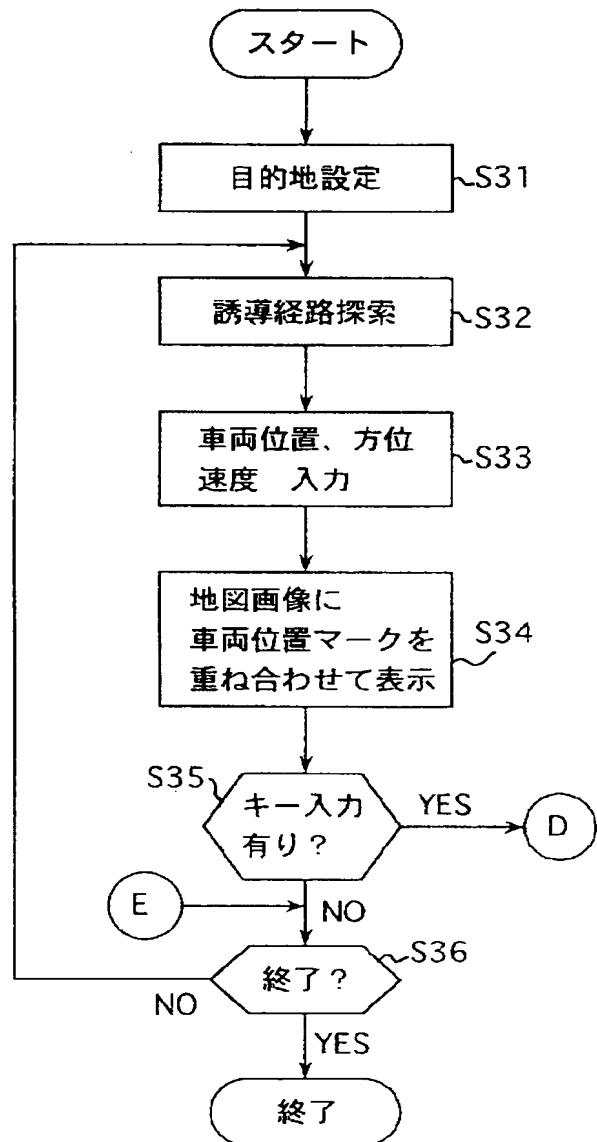 スタート
目的地設定
S31
誘導経路探索
S32
車両位置、方位
速度　入力
S33
地図画像に
車両位置マークを
重ね合わせて表示
S34
S35
キー入力
有り？
YES
D
E
NO
終了？
S36
NO
YES
終了